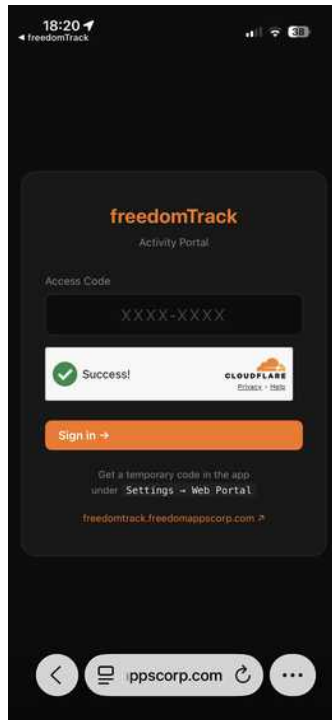 18:20
◀ freedomTrack
38
freedomTrack
Activity Portal
Access Code
XXXX-XXXX
Success!
CLOUDFLARE
Privacy • Help
Sign in →
Get a temporary code in the app
under Settings → Web Portal
freedomtrack.freedomappscorp.com ↗
ppscorp.com